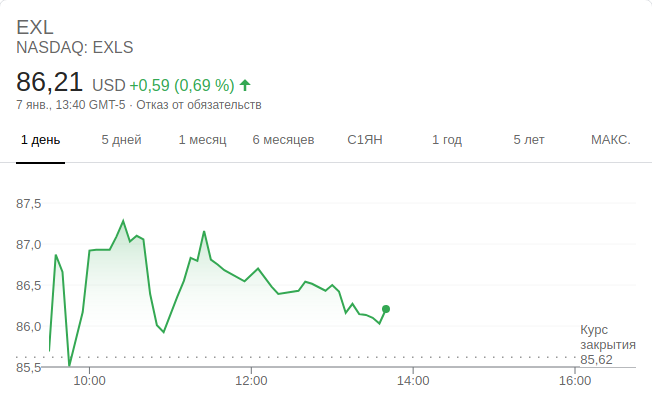 EXL
NASDAQ: EXLS
86,21 USD +0,59 (0,69 %)
7 янв., 13:40 GMT-5 · Отказ от обязательств
1 день 5 дней 1 месяц 6 месяцев С1ЯН 1 год 5 лет МАКС.
87,5
87,0
86,5
86,0
Курс
закрытия
85,62
85,5
10:00 12:00 14:00 16:00